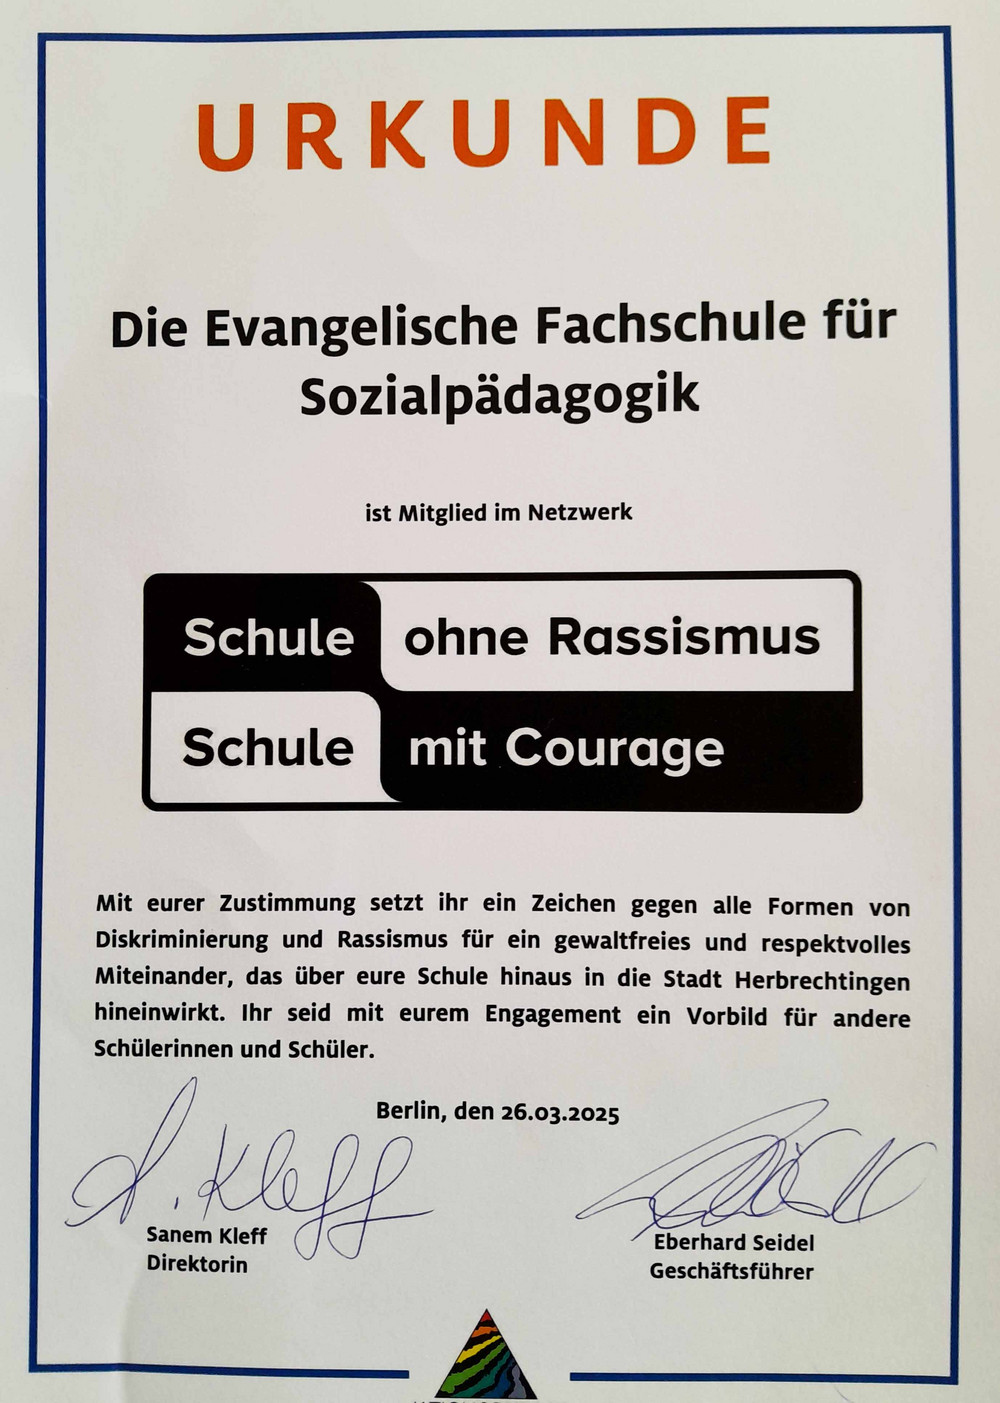 URKUNDE
Die Evangelische Fachschule für
Sozialpädagogik
ist Mitglied im Netzwerk
Schule ohne Rassismus
Schule mit Courage
Mit eurer Zustimmung setzt ihr ein Zeichen gegen alle Formen von
Diskriminierung und Rassismus für ein gewaltfreies und respektvolles
Miteinander, das über eure Schule hinaus in die Stadt Herbrechtingen
hineinwirkt. Ihr seid mit eurem Engagement ein Vorbild für andere
Schülerinnen und Schüler.
Berlin, den 26.03.2025
Kleff
Sanem Kleff
Direktorin
Eberhard Seidel
Geschäftsführer